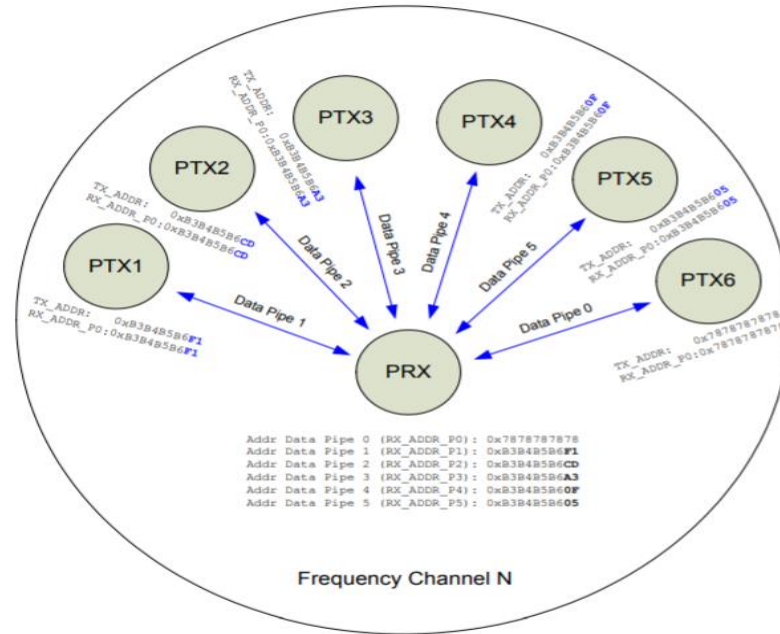 PTX3
PTX4
TX_ADDR: 0xB3B4B5B6A3
RX_ADDR_P0:0xB3B4B5B6A3
TX_ADDR: 0xB3B4B5B60F
RX_ADDR_P0:0xB3B4B5B60F
PTX2
PTX5
TX_ADDR: 0xB3B4B5B6CD
RX_ADDR_P0:0xB3B4B5B6CD
TX_ADDR: 0xB3B4B5B605
RX_ADDR_P0:0xB3B4B5B605
PTX1
PTX6
Data Pipe 1
Data Pipe 2
Data Pipe 3
Data Pipe 4
Data Pipe 5
Data Pipe 0
TX_ADDR: 0xB3B4B5B6F1
RX_ADDR_P0:0xB3B4B5B6F1
TX_ADDR: 0x7878787878
RX_ADDR_P0:0x787878787
PRX
Addr Data Pipe 0 (RX_ADDR_P0): 0x7878787878
Addr Data Pipe 1 (RX_ADDR_P1): 0xB3B4B5B6F1
Addr Data Pipe 2 (RX_ADDR_P2): 0xB3B4B5B6CD
Addr Data Pipe 3 (RX_ADDR_P3): 0xB3B4B5B6A3
Addr Data Pipe 4 (RX_ADDR_P4): 0xB3B4B5B60F
Addr Data Pipe 5 (RX_ADDR_P5): 0xB3B4B5B605
Frequency Channel N